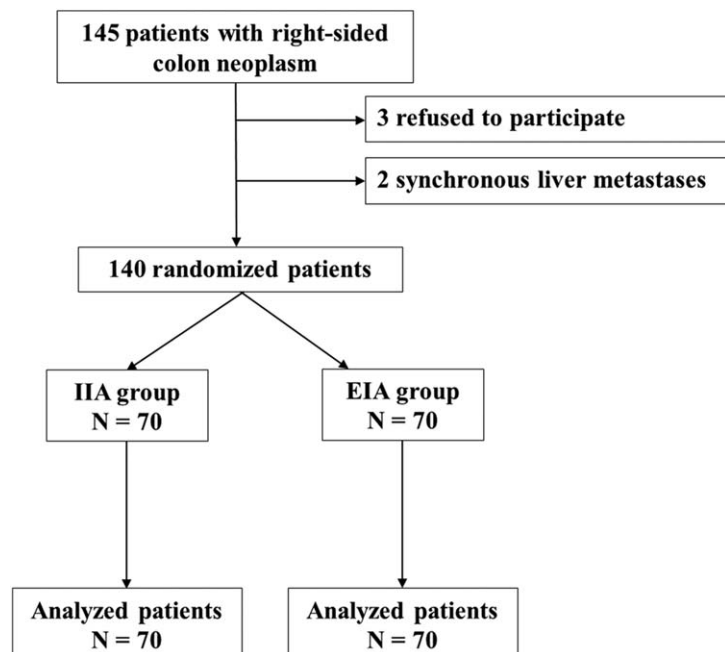 145 patients with right-sided
colon neoplasm
3 refused to participate
2 synchronous liver metastases
140 randomized patients
IIA group
N = 70
EIA group
N = 70
Analyzed patients
N = 70
Analyzed patients
N = 70